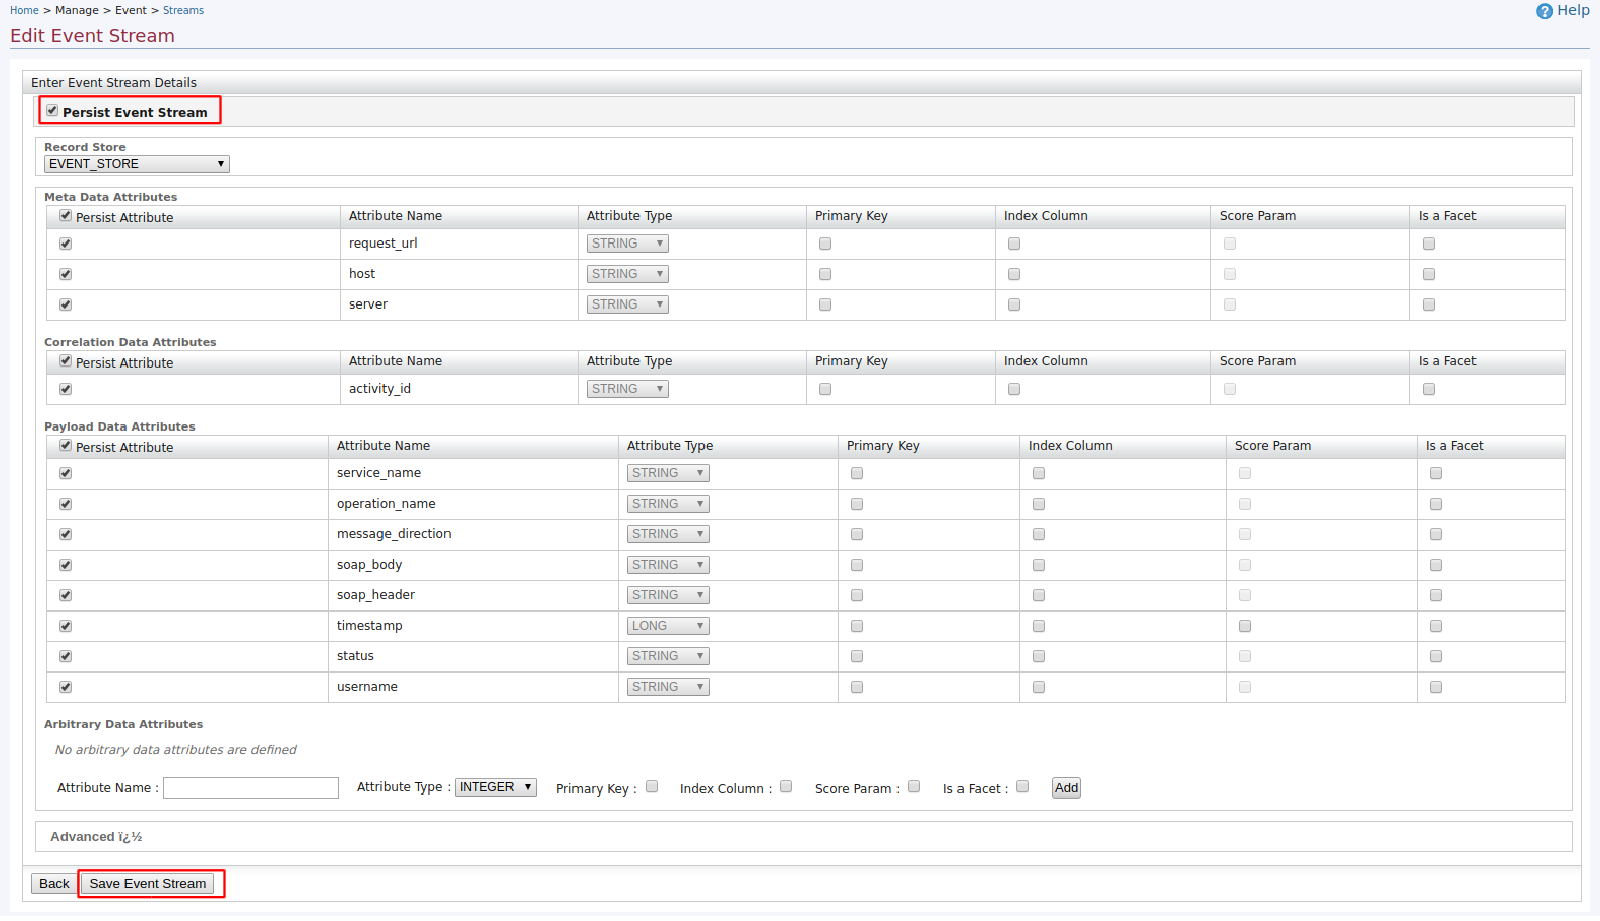 Home > Manage > Event > Streams
Help
Edit Event Stream
Enter Event Stream Details
Persist Event Stream
Record Store
EVENT_STORE
Meta Data Attributes
Persist Attribute Attribute Name Attribute Type Primary Key Index Column Score Param Is a Facet
request_url STRING
host STRING
server STRING
Correlation Data Attributes
Persist Attribute Attribute Name Attribute Type Primary Key Index Column Score Param Is a Facet
activity_id STRING
Payload Data Attributes
Persist Attribute Attribute Name Attribute Type Primary Key Index Column Score Param Is a Facet
service_name STRING
operation_name STRING
message_direction STRING
soap_body STRING
soap_header STRING
timestamp LONG
status STRING
username STRING
Arbitrary Data Attributes
No arbitrary data attributes are defined
Attribute Name : Attribute Type : INTEGER Primary Key : Index Column : Score Param : Is a Facet : Add
Advanced ï¿½
Back Save Event Stream